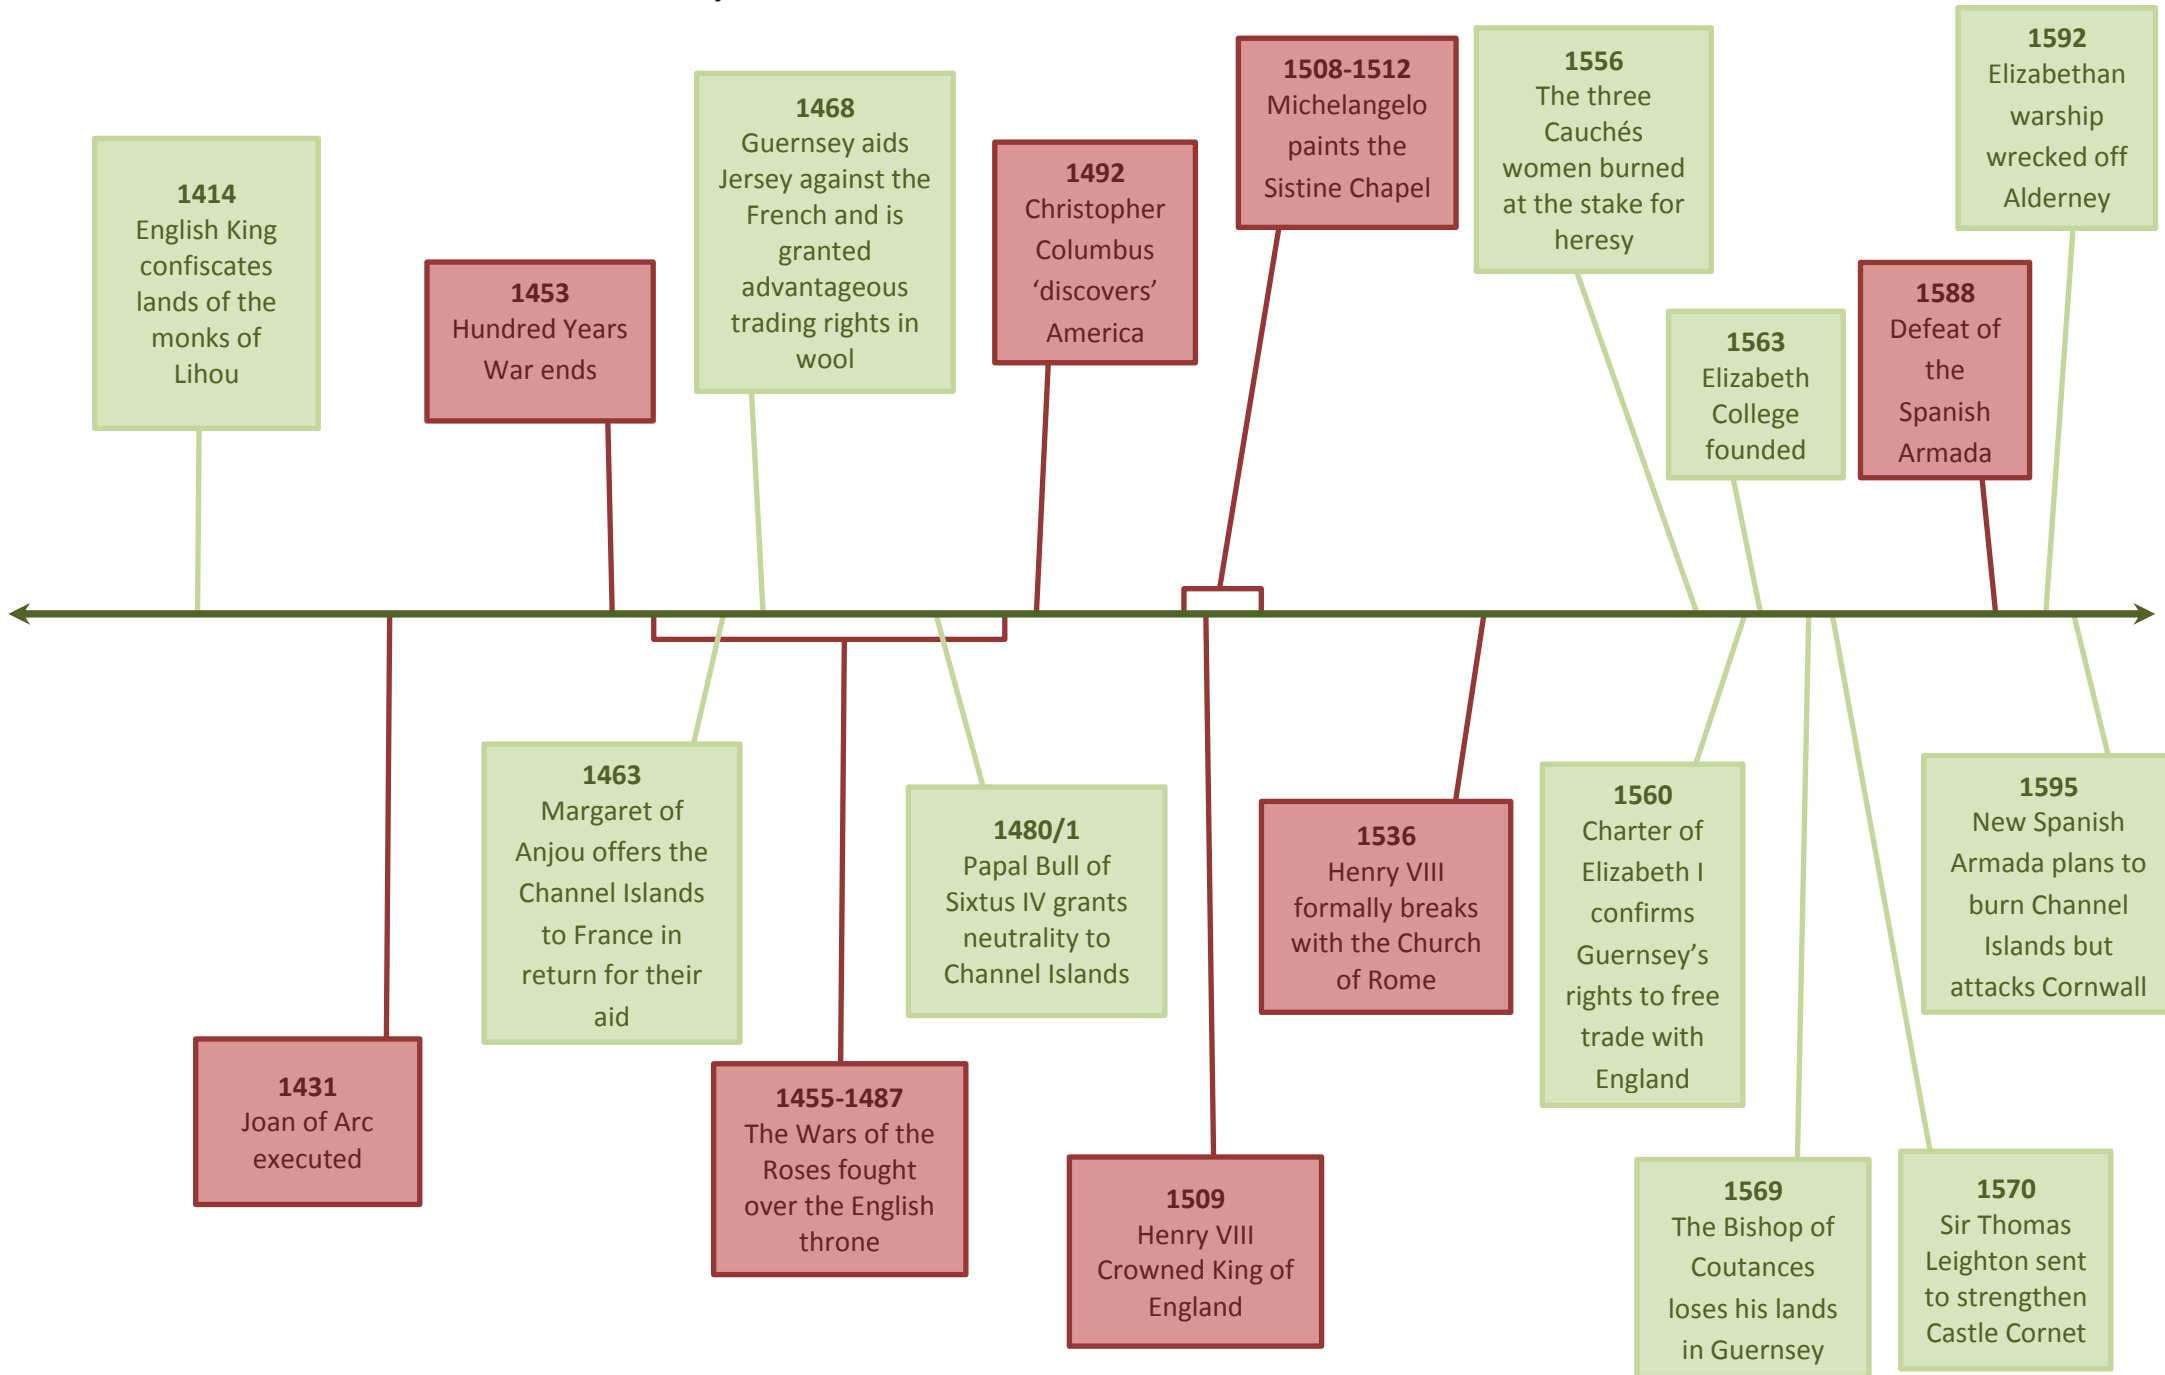 1414
English King
confiscates
lands of the
monks of
Lihou
1453
Hundred Years
War ends
1468
Guernsey aids
Jersey against the
French and is
granted
advantageous
trading rights in
wool
1492
Christopher
Columbus
‘discovers’
America
1508-1512
Michelangelo
paints the
Sistine Chapel
1556
The three
Cauchés
women burned
at the stake for
heresy
1563
Elizabeth
College
founded
1588
Defeat of
the
Spanish
Armada
1592
Elizabethan
warship
wrecked off
Alderney
1431
Joan of Arc
executed
1463
Margaret of
Anjou offers the
Channel Islands
to France in
return for their
aid
1455-1487
The Wars of the
Roses fought
over the English
throne
1480/1
Papal Bull of
Sixtus IV grants
neutrality to
Channel Islands
1509
Henry VIII
Crowned King of
England
1536
Henry VIII
formally breaks
with the Church
of Rome
1560
Charter of
Elizabeth I
confirms
Guernsey’s
rights to free
trade with
England
1569
The Bishop of
Coutances
loses his lands
in Guernsey
1570
Sir Thomas
Leighton sent
to strengthen
Castle Cornet
1595
New Spanish
Armada plans to
burn Channel
Islands but
attacks Cornwall